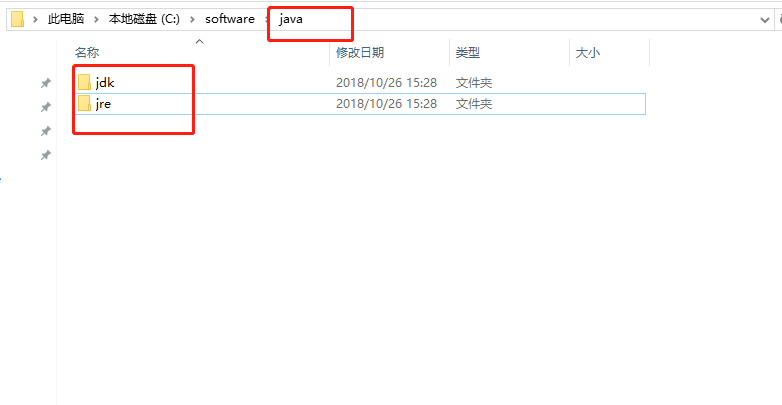 此电脑 › 本地磁盘 (C:) › software › java
名称 修改日期 类型 大小
jdk 2018/10/26 15:28 文件夹
jre 2018/10/26 15:28 文件夹